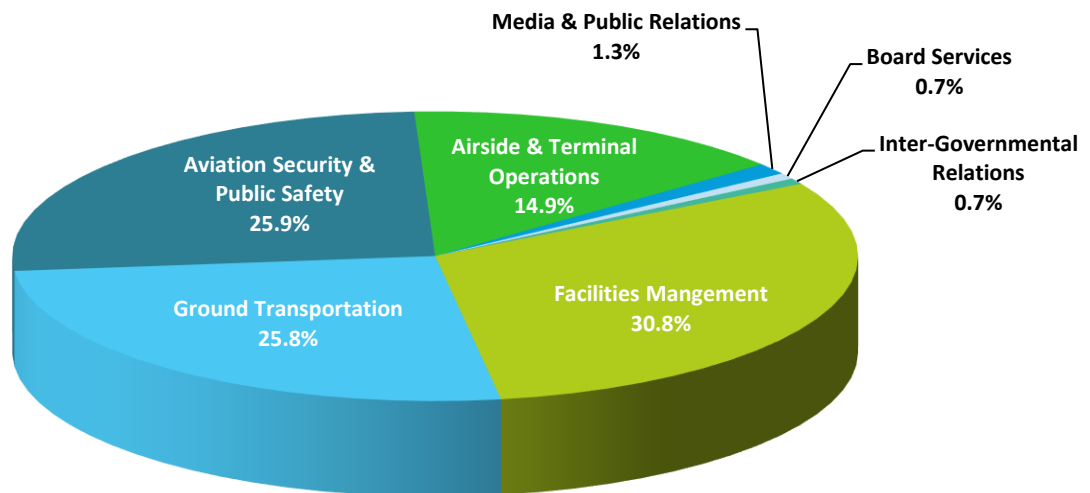 Media & Public Relations
1.3%
Board Services
0.7%
Inter-Governmental
Relations
0.7%
Airside & Terminal
Operations
14.9%
Aviation Security &
Public Safety
25.9%
Ground Transportation
25.8%
Facilities Mangement
30.8%